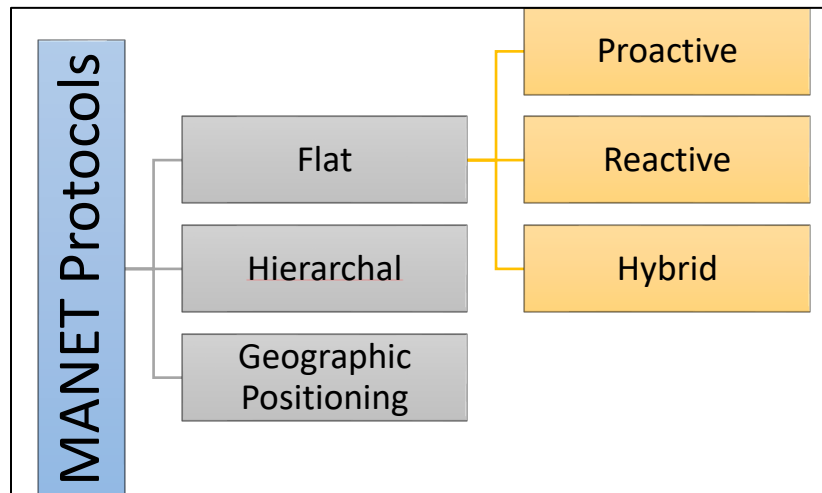 MANET Protocols
Flat
Hierarchal
Geographic
Positioning
Proactive
Reactive
Hybrid